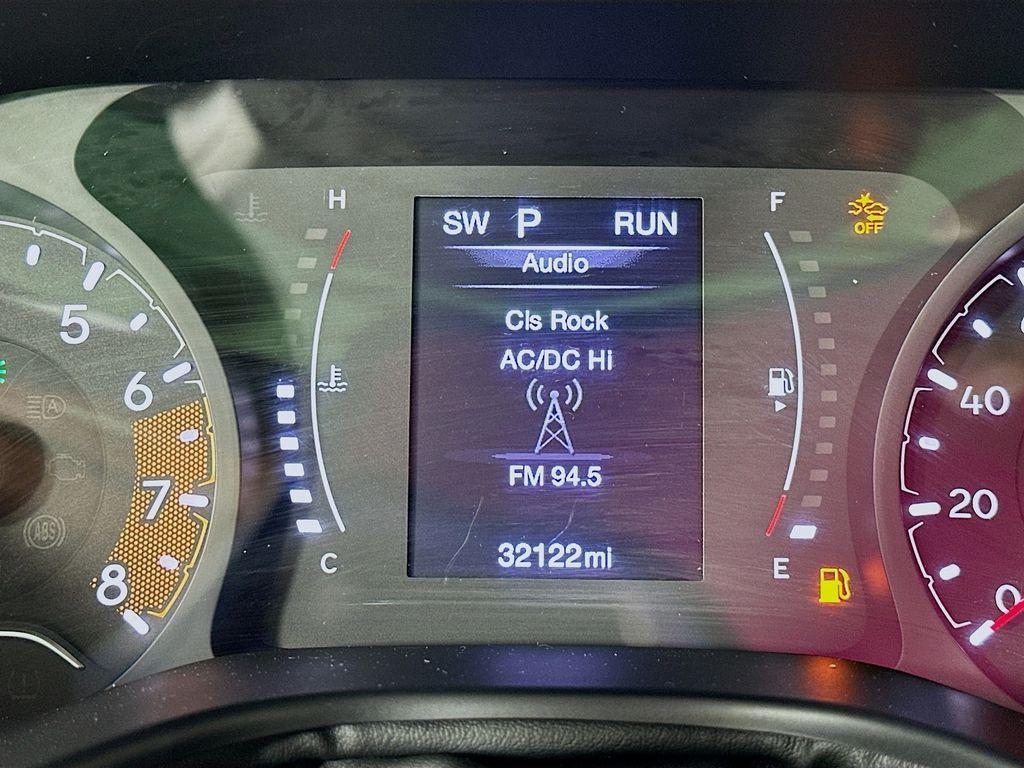 H
F
SW P RUN
OFF
Audio
5
Cls Rock
AC/DC Hi
6
A
40
FM 94.5
7
20
ABS
32122mi
C
E
8
0